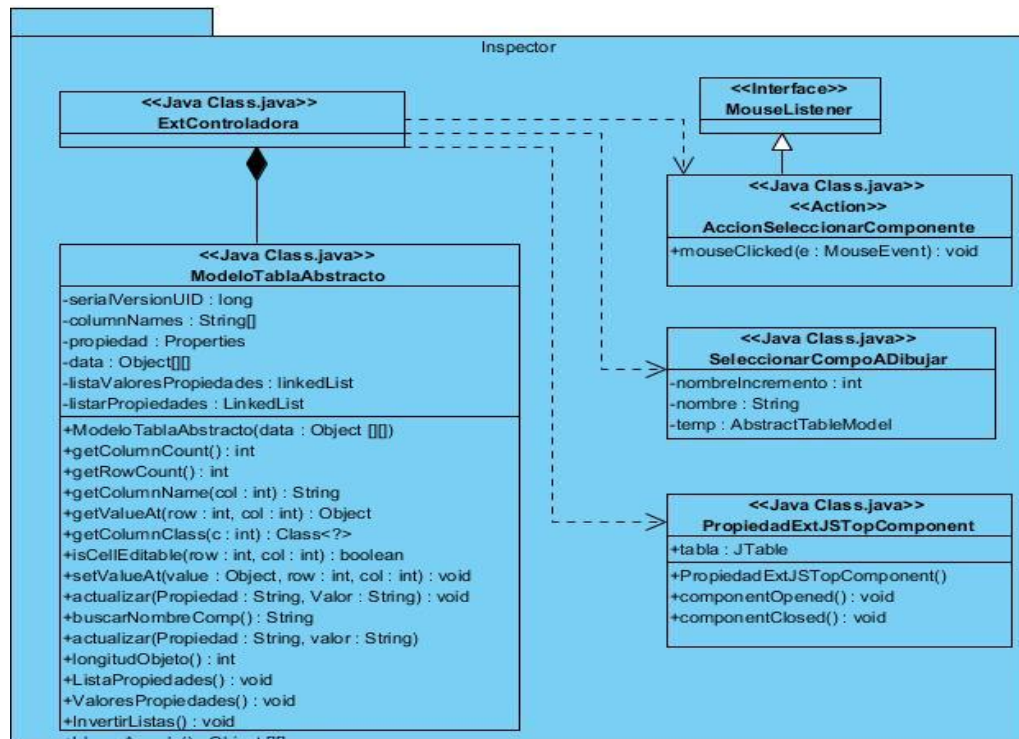 Inspector
<<Java Class.java>>
ExtControladora
<<Interface>>
MouseListener
<<Java Class.java>>
<<Action>>
AccionSeleccionarComponente
+mouseClicked(e : MouseEvent) : void
<<Java Class.java>>
ModeloTablaAbstracto
-serialVersionUID : long
-columnNames : String[]
-propiedad : Properties
-data : Object[][]
-listaValoresPropiedades : linkedList
-listarPropiedades : LinkedList
+ModeloTablaAbstracto(data : Object [][])
+getColumnCount() : int
+getRowCount() : int
+getColumnName(col : int) : String
+getValueAt(row : int, col : int) : Object
+getColumnClass(c : int) : Class<?>
+isCellEditable(row : int, col : int) : boolean
+setValueAt(value : Object, row : int, col : int) : void
+actualizar(Propiedad : String, Valor : String) : void
+buscarNombreComp() : String
+actualizar(Propiedad : String, valor : String)
+longitudObjeto() : int
+ListaPropiedades() : void
+ValoresPropiedades() : void
+InvertirListas() : void
<<Java Class.java>>
SeleccionarCompoADibujar
-nombreIncremento : int
-nombre : String
-temp : AbstractTableModel
<<Java Class.java>>
PropiedadExtJSTopComponent
+tabla : JTable
+PropiedadExtJSTopComponent()
+componentOpened() : void
+componentClosed() : void